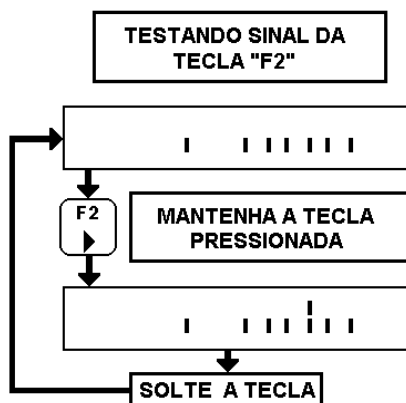 TESTANDO SINAL DA
TECLA "F2"
F2
MANTENHA A TECLA
PRESSIONADA
SOLTE A TECLA